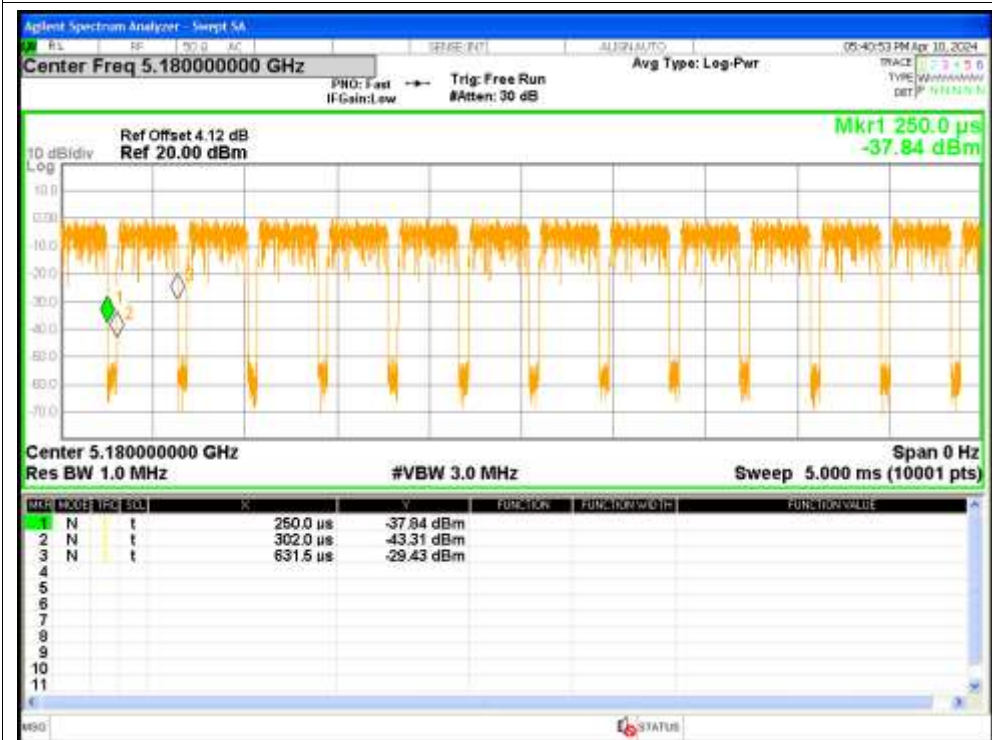 Agilent Spectrum Analyzer - Swept SA
RL RF 50 Ω AC SENSE:INT ALIGN AUTO 05:40:53 PM Apr 10, 2024
Center Freq 5.180000000 GHz
Avg Type: Log-Pwr
TRACE 1 2 3 4 5 6
PNO: Fast
Trig: Free Run
TYPE
IFGain:Low
#Atten: 30 dB
DET P N N N N N
Mkr1 250.0 µs
-37.84 dBm
Ref Offset 4.12 dB
10 dB/div Ref 20.00 dBm
Log
10.0
0.00
-10.0
-20.0
-30.0
-40.0
-50.0
-60.0
-70.0
1
2
3
Center 5.180000000 GHz Span 0 Hz
Res BW 1.0 MHz #VBW 3.0 MHz Sweep 5.000 ms (10001 pts)
MKR MODE TRC SCL X Y FUNCTION FUNCTION WIDTH FUNCTION VALUE
1 N t 250.0 µs -37.84 dBm
2 N t 302.0 µs -43.31 dBm
3 N t 631.5 µs -29.43 dBm
4
5
6
7
8
9
10
11
MSG STATUS